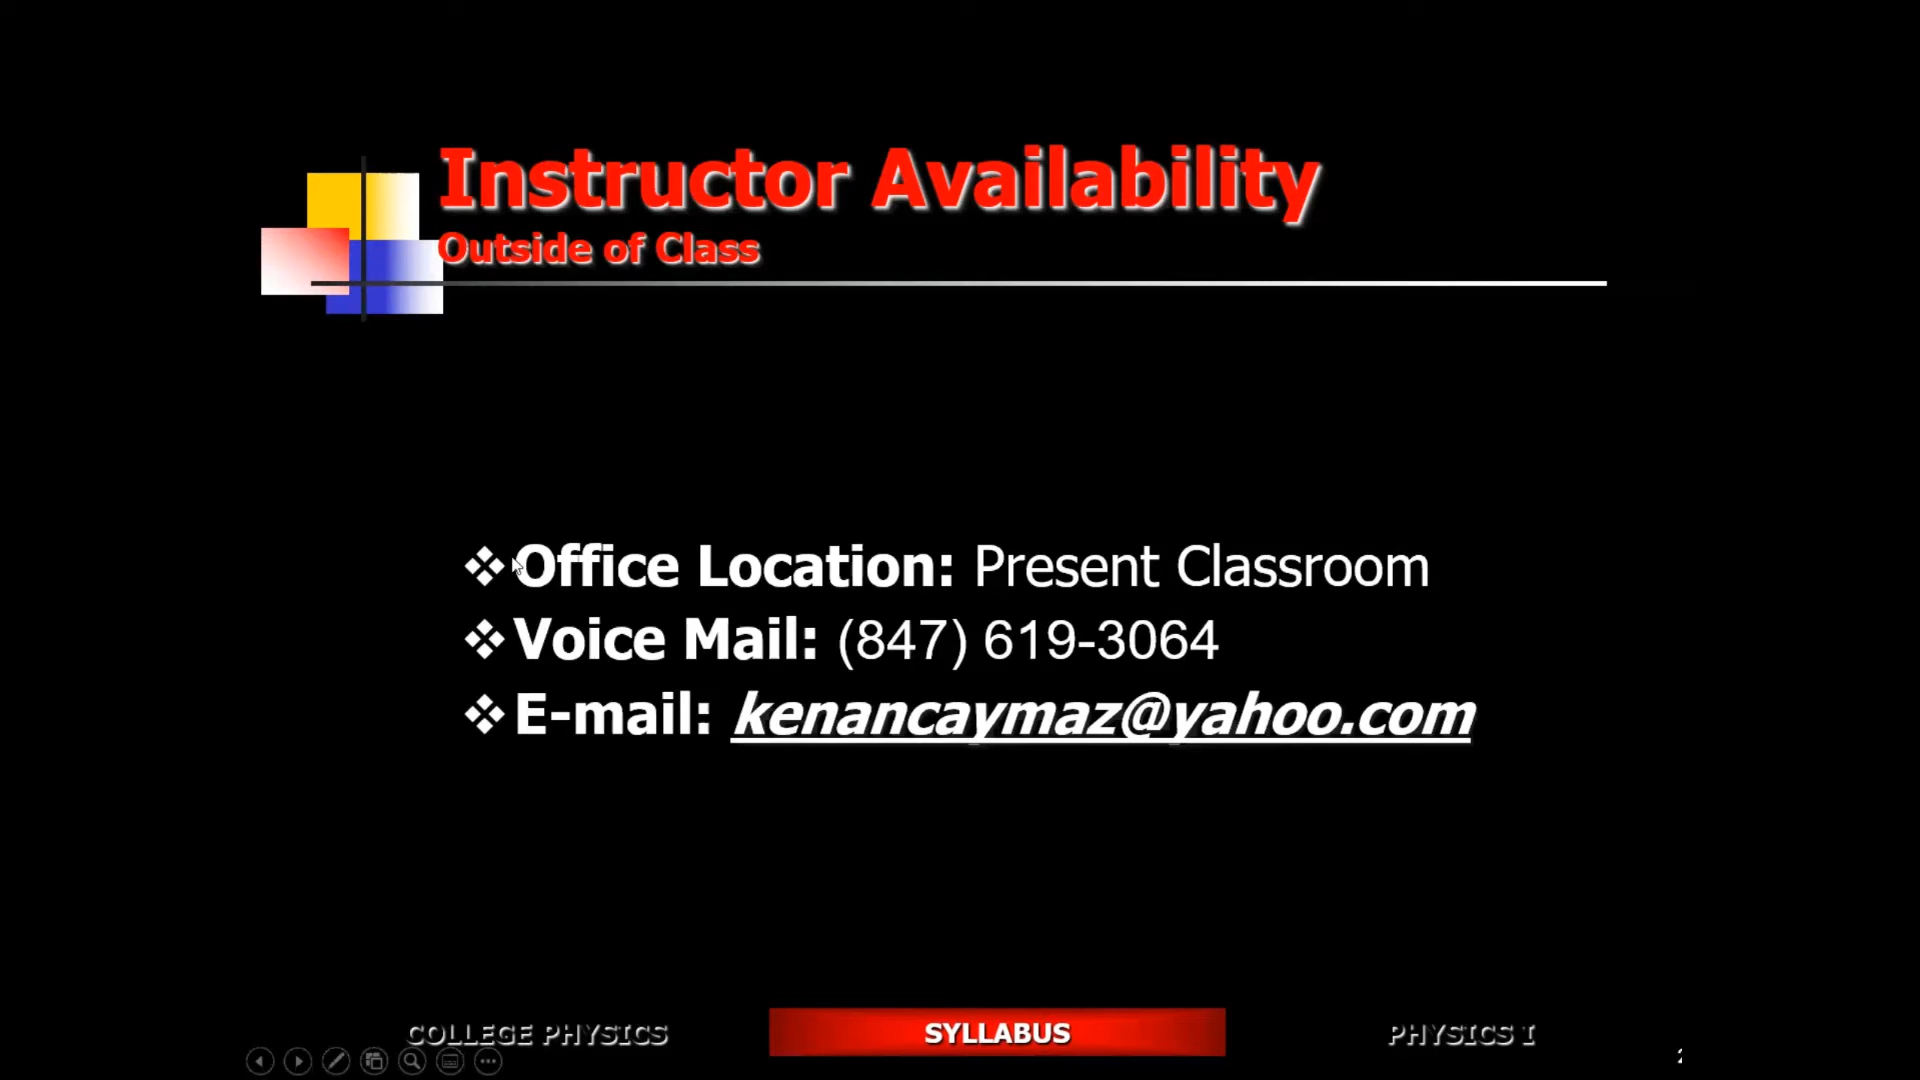 Instructor Availability
Outside of Class
Office Location: Present Classroom
Voice Mail: (847) 619-3064
E-mail: kenancaymaz@yahoo.com
COLLEGE PHYSICS SYLLABUS PHYSICS I
2